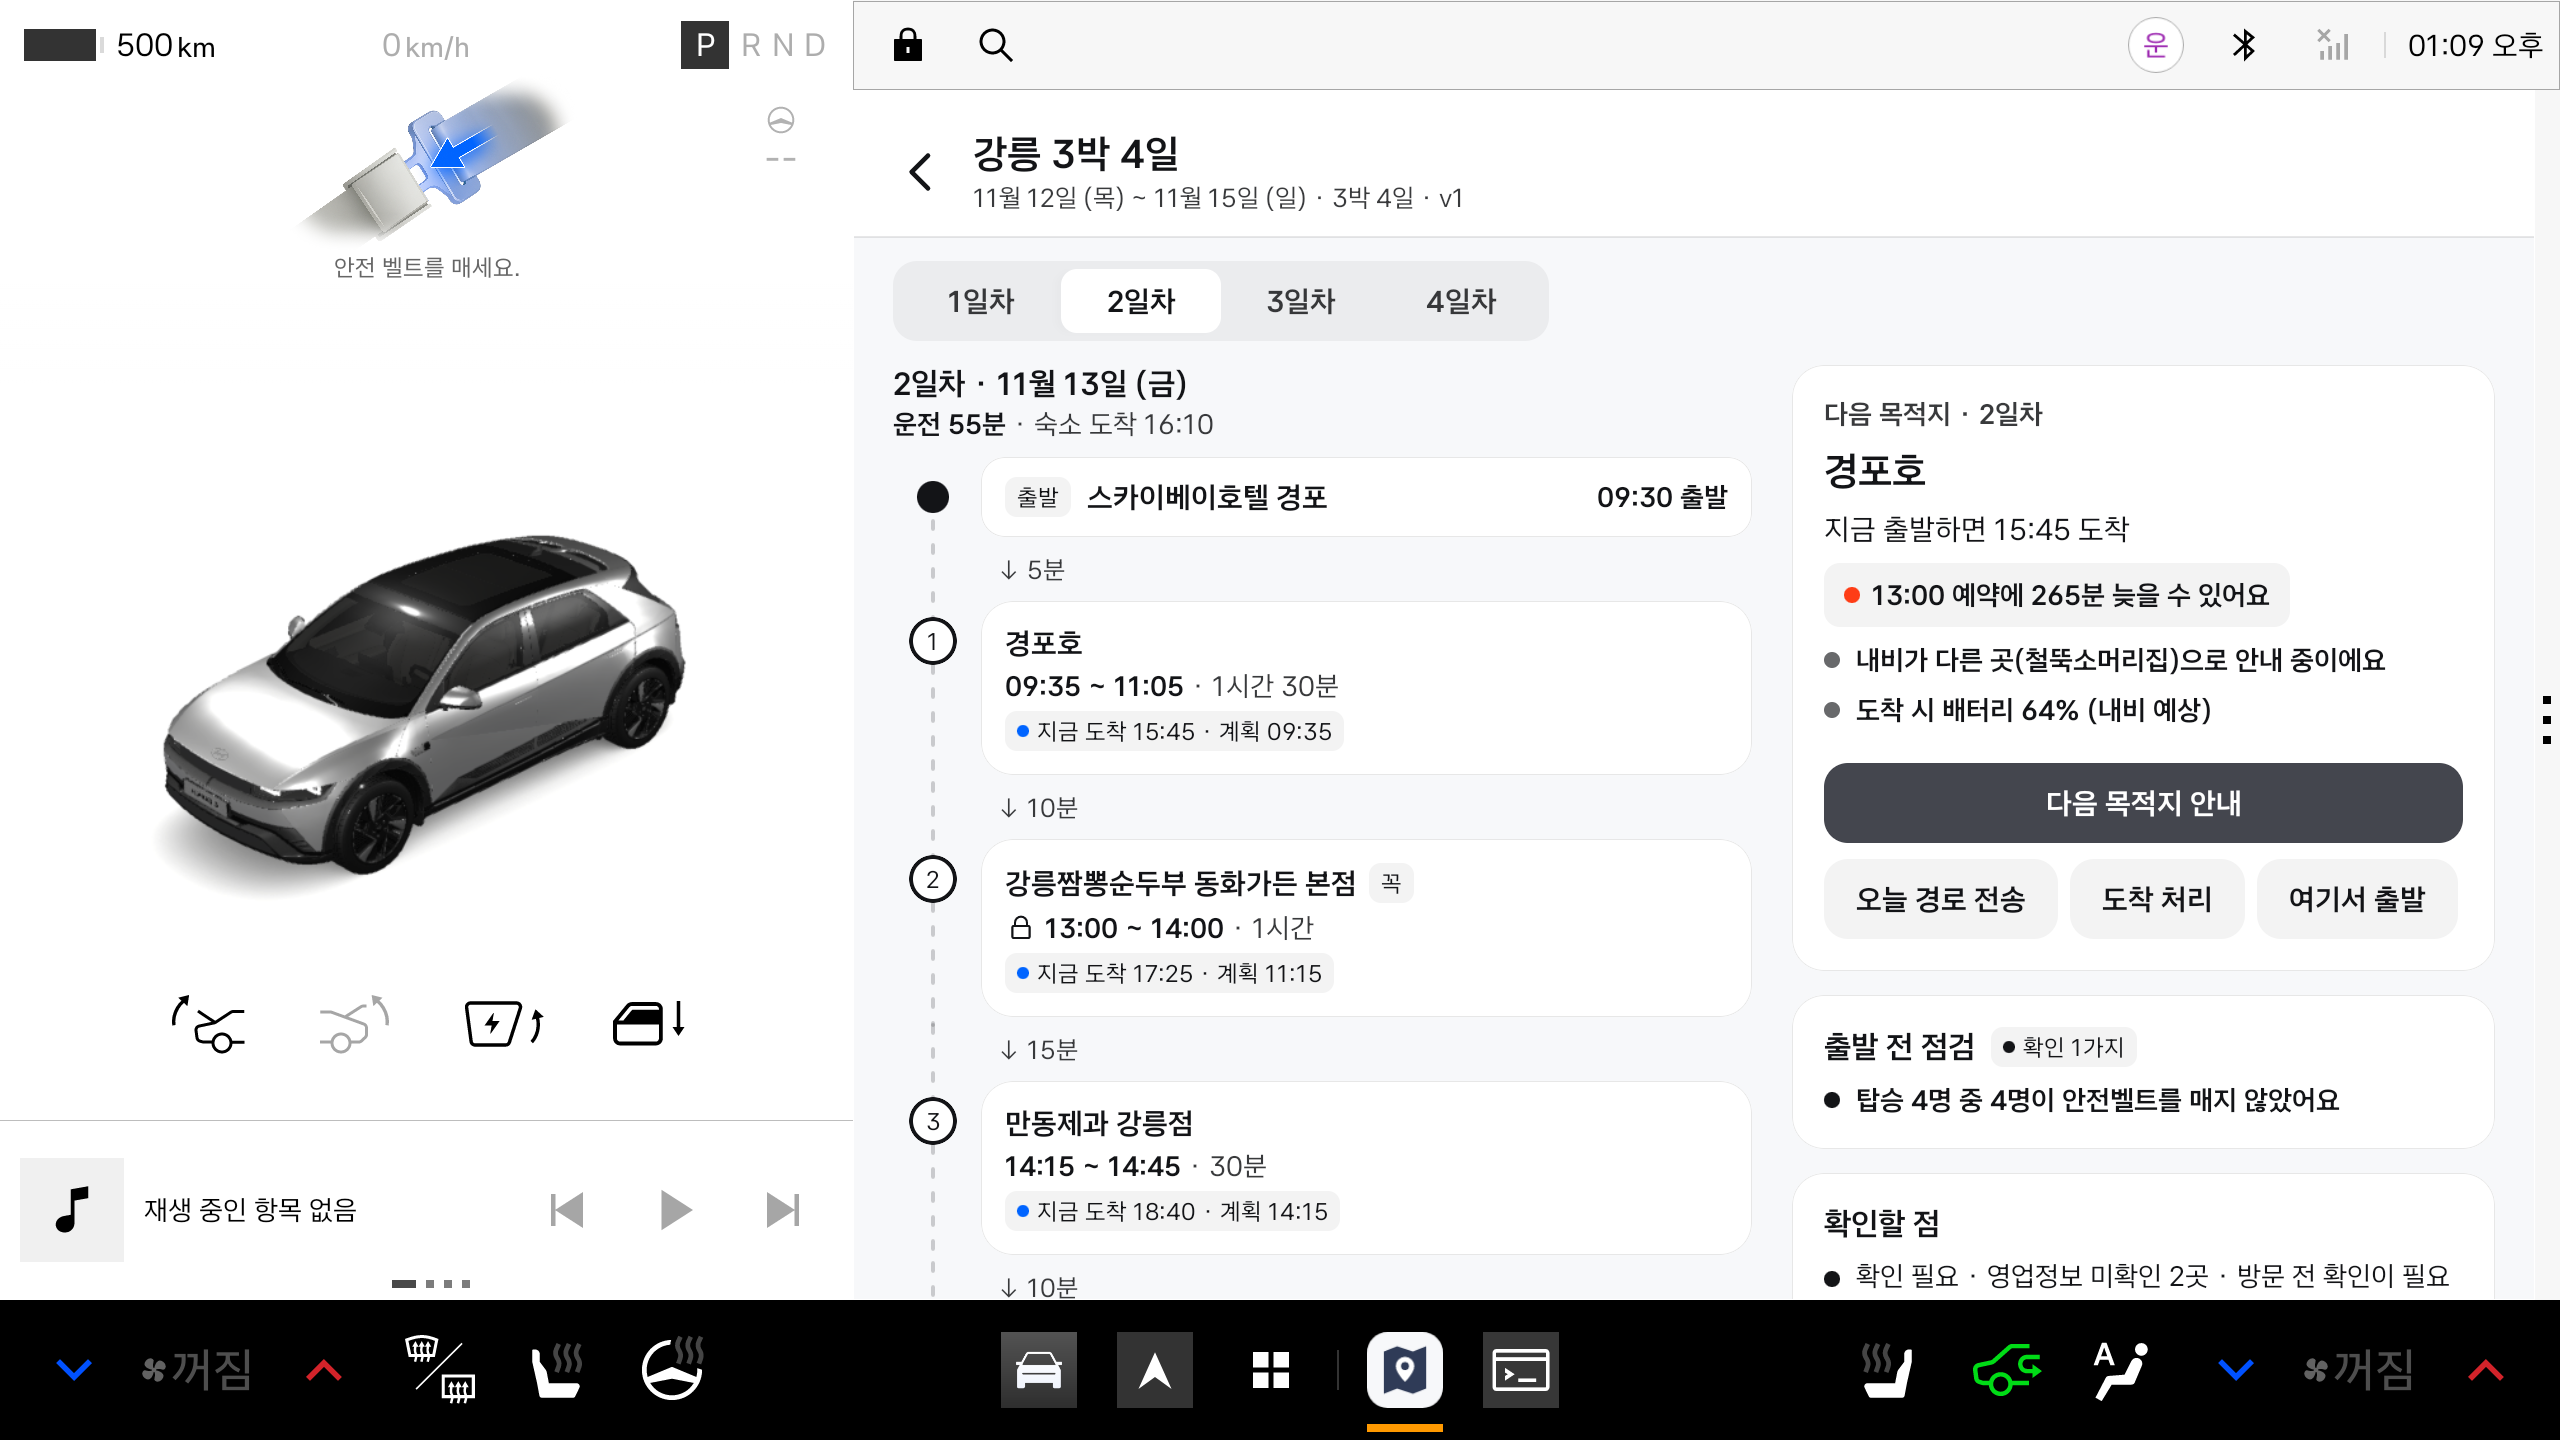 500 km
0 km/h
P R N D
운
01:09 오후
안전 벨트를 매세요.
강릉 3박 4일
11월 12일 (목) ~ 11월 15일 (일) · 3박 4일 · v1
1일차
2일차
3일차
4일차
2일차 · 11월 13일 (금)
운전 55분 · 숙소 도착 16:10
출발 스카이베이호텔 경포 09:30 출발
↓ 5분
1
경포호
09:35 ~ 11:05 · 1시간 30분
지금 도착 15:45 · 계획 09:35
↓ 10분
2
강릉짬뽕순두부 동화가든 본점 꼭
13:00 ~ 14:00 · 1시간
지금 도착 17:25 · 계획 11:15
↓ 15분
3
만동제과 강릉점
14:15 ~ 14:45 · 30분
지금 도착 18:40 · 계획 14:15
↓ 10분
다음 목적지 · 2일차
경포호
지금 출발하면 15:45 도착
13:00 예약에 265분 늦을 수 있어요
내비가 다른 곳(철뚝소머리집)으로 안내 중이에요
도착 시 배터리 64% (내비 예상)
다음 목적지 안내
오늘 경로 전송
도착 처리
여기서 출발
출발 전 점검 확인 1가지
탑승 4명 중 4명이 안전벨트를 매지 않았어요
확인할 점
확인 필요 · 영업정보 미확인 2곳 · 방문 전 확인이 필요
재생 중인 항목 없음
꺼짐
A
꺼짐